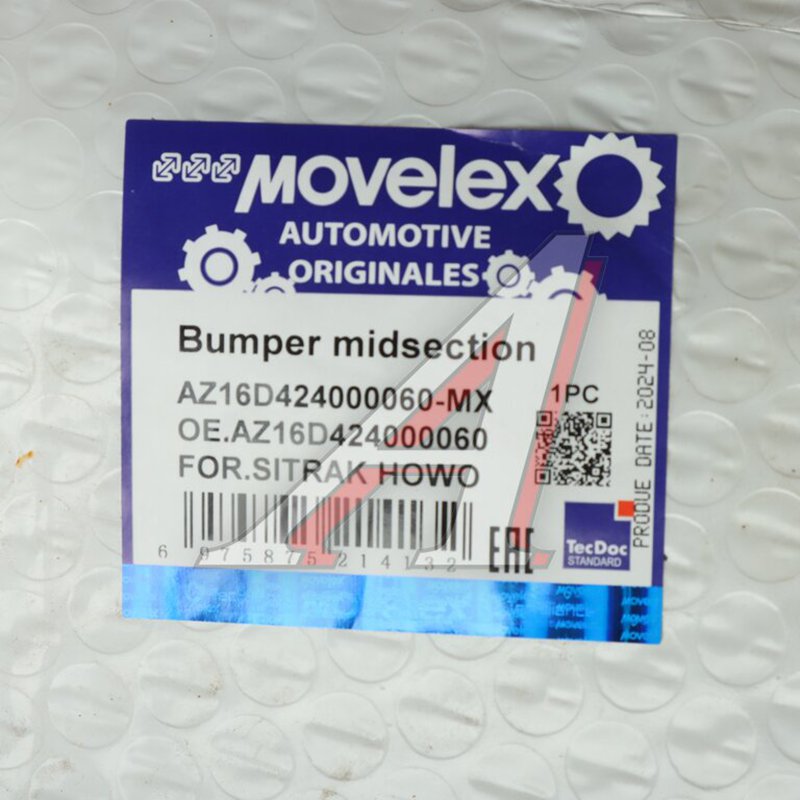 MOVelex
AUTOMOTIVE
ORIGINALES
Bumper midsection
AZ16D424000060-MX
1PC
OE.AZ16D424000060
FOR.SITRAK HOWO
PRODUE DATE:2024-08
6 975875 214132
EAC
TecDoc
STANDARD
MOVELEX